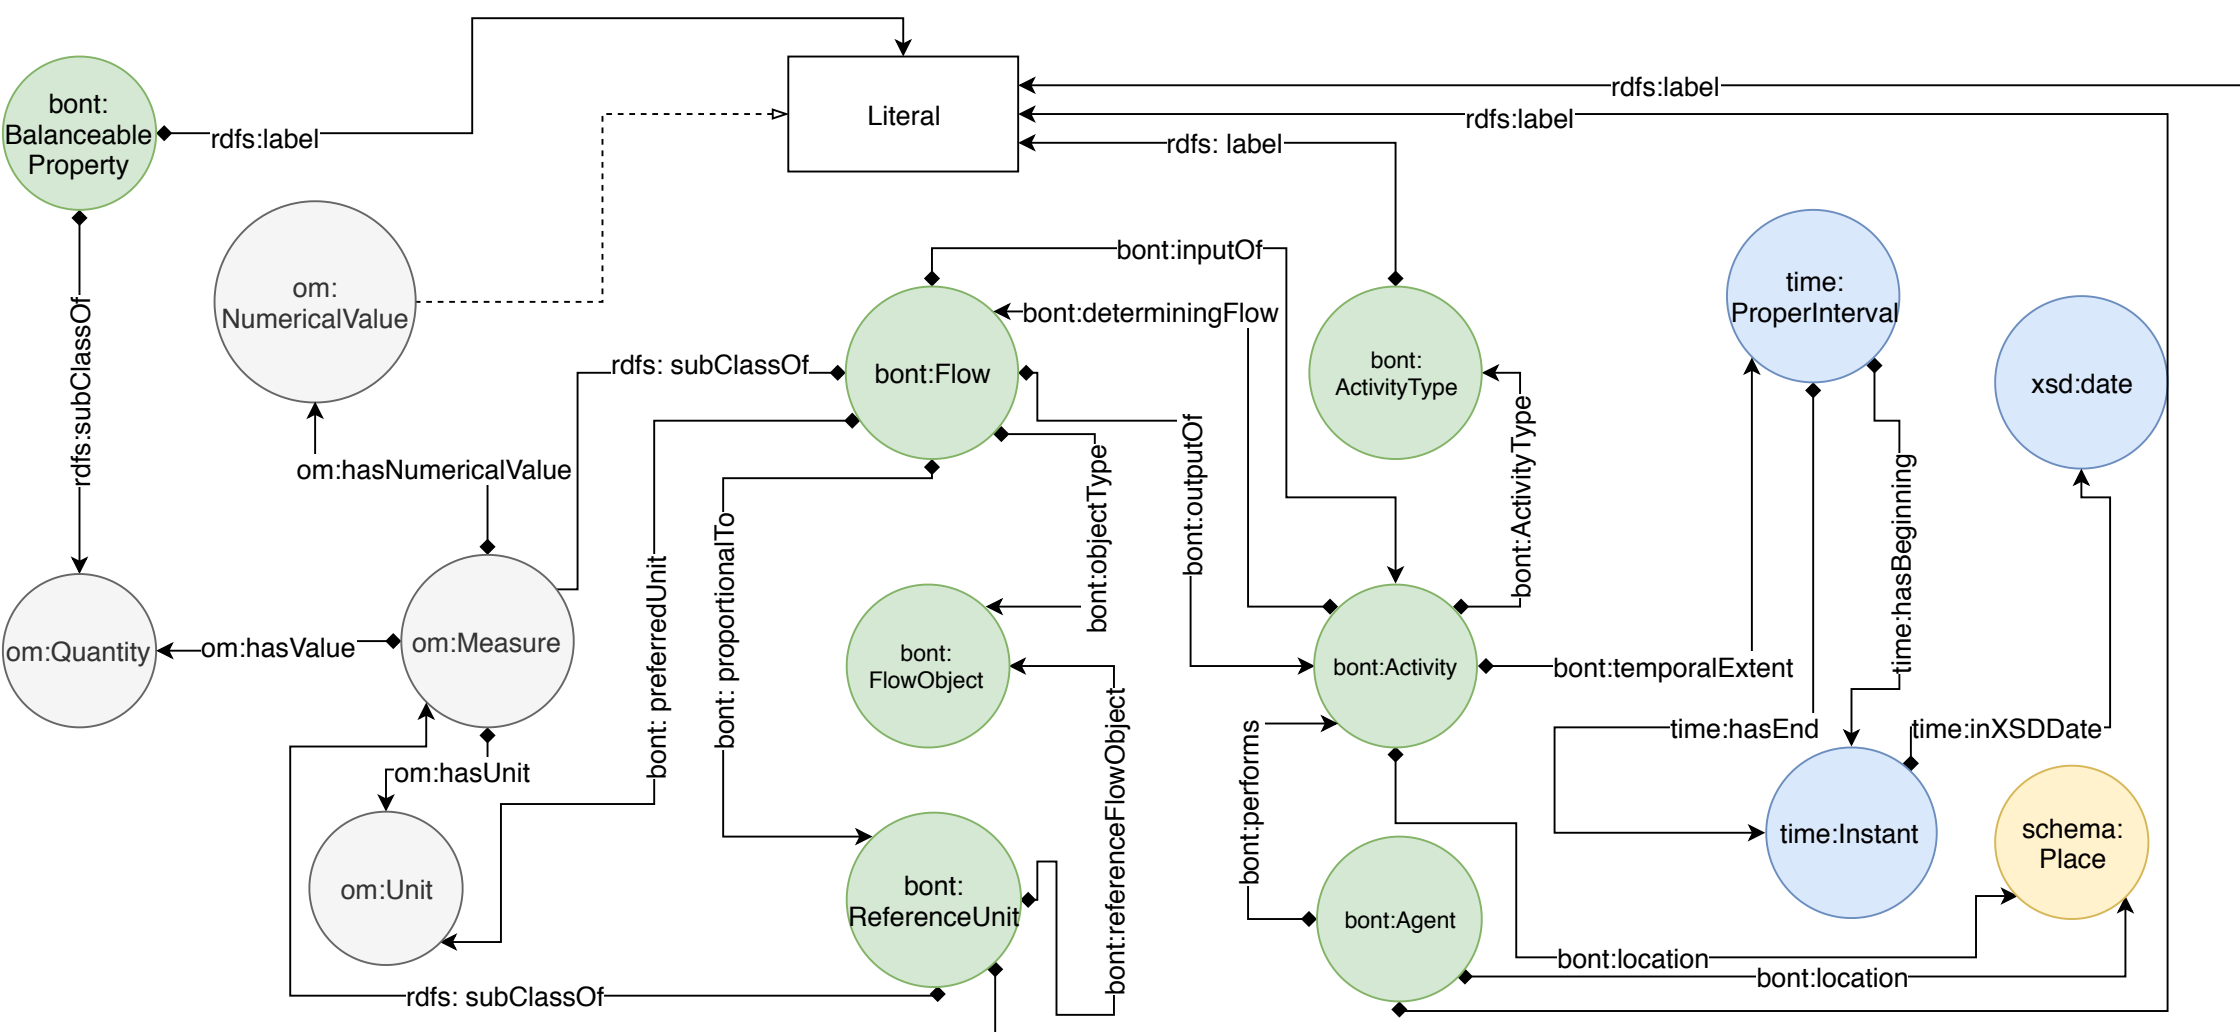 rdfs:label
rdfs:label
rdfs:label
rdfs: label
Literal
bont:
Balanceable
Property
om:
NumericalValue
bont:inputOf
bont:determiningFlow
time:
ProperInterval
xsd:date
rdfs:subClassOf
rdfs: subClassOf
bont:Flow
bont:
ActivityType
om:hasNumericalValue
bont:objectType
bont:outputOf
bont:ActivityType
time:hasBeginning
bont: preferredUnit
bont: proportionalTo
om:Quantity
om:hasValue
om:Measure
bont:
FlowObject
bont:Activity
bont:temporalExtent
time:hasEnd
time:inXSDDate
om:hasUnit
bont:performs
bont:referenceFlowObject
om:Unit
bont:
ReferenceUnit
bont:Agent
time:Instant
schema:
Place
bont:location
bont:location
rdfs: subClassOf